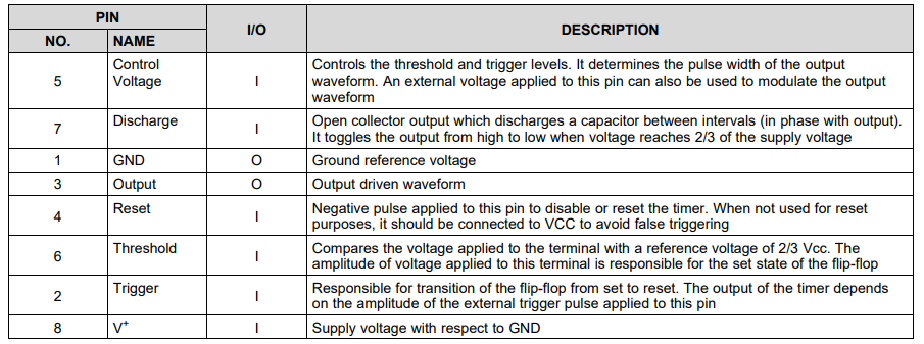 PIN
I/O
DESCRIPTION
NO.
NAME
5
Control
Voltage
I
Controls the threshold and trigger levels. It determines the pulse width of the output
waveform. An external voltage applied to this pin can also be used to modulate the output
waveform
7
Discharge
I
Open collector output which discharges a capacitor between intervals (in phase with output).
It toggles the output from high to low when voltage reaches 2/3 of the supply voltage
1
GND
O
Ground reference voltage
3
Output
O
Output driven waveform
4
Reset
I
Negative pulse applied to this pin to disable or reset the timer. When not used for reset
purposes, it should be connected to VCC to avoid false triggering
6
Threshold
I
Compares the voltage applied to the terminal with a reference voltage of 2/3 Vcc. The
amplitude of voltage applied to this terminal is responsible for the set state of the flip-flop
2
Trigger
I
Responsible for transition of the flip-flop from set to reset. The output of the timer depends
on the amplitude of the external trigger pulse applied to this pin
8
V⁺
I
Supply voltage with respect to GND